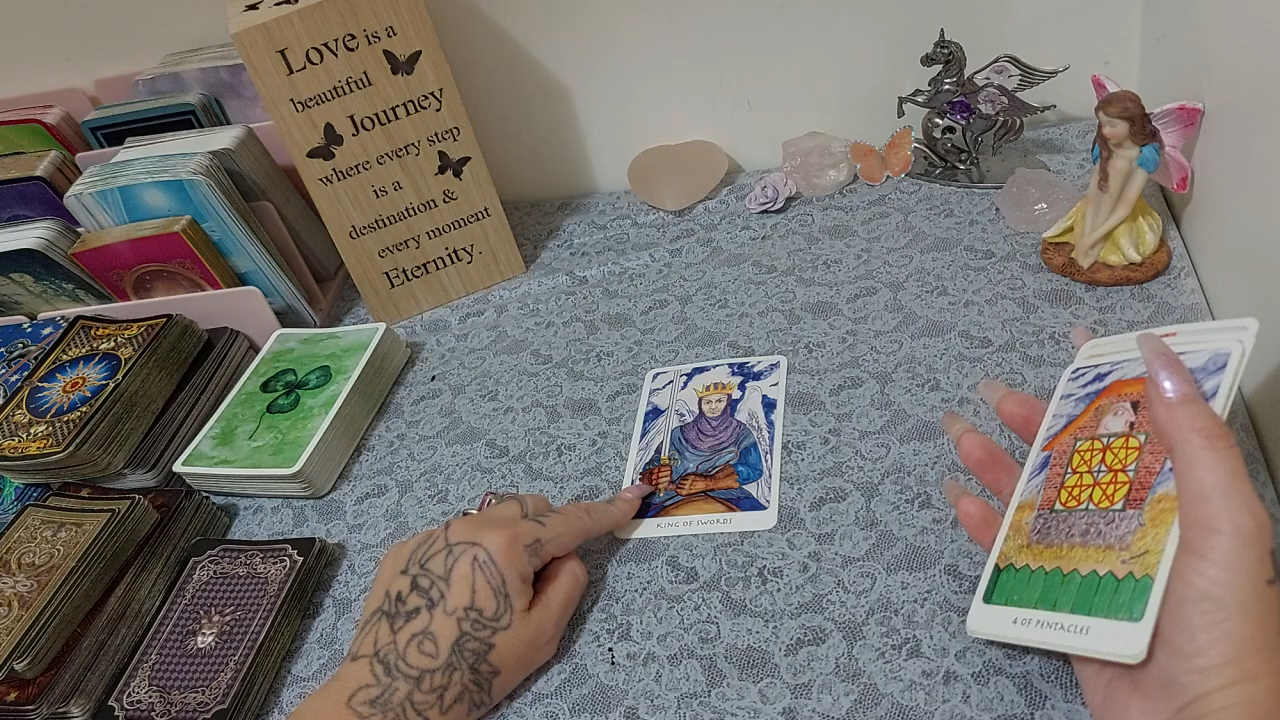 Love is a
beautiful
Journey
where every step
is a
destination &
every moment
Eternity.
KING OF SWORDS
4 OF PENTACLES